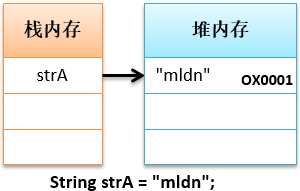 栈内存
堆内存
strA
"mldn"
OX0001
String strA = "mldn";